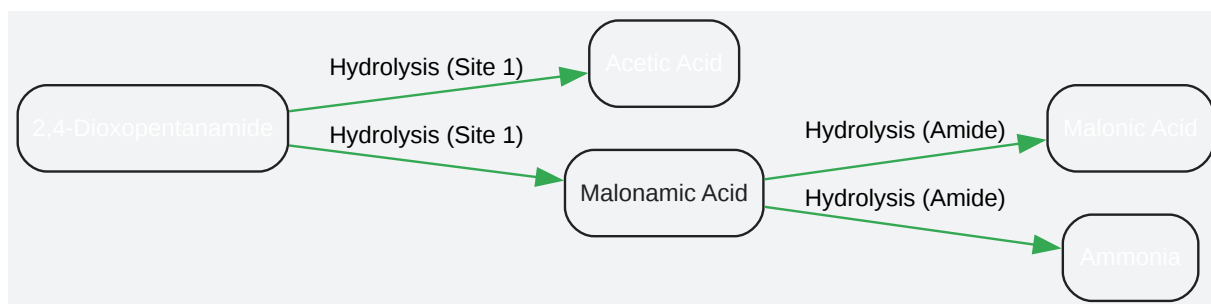 Hydrolysis (Site 1)
Acetic Acid
2,4-Dioxopentanamide
Hydrolysis (Site 1)
Hydrolysis (Amide)
Malonic Acid
Malonamic Acid
Hydrolysis (Amide)
Ammonia